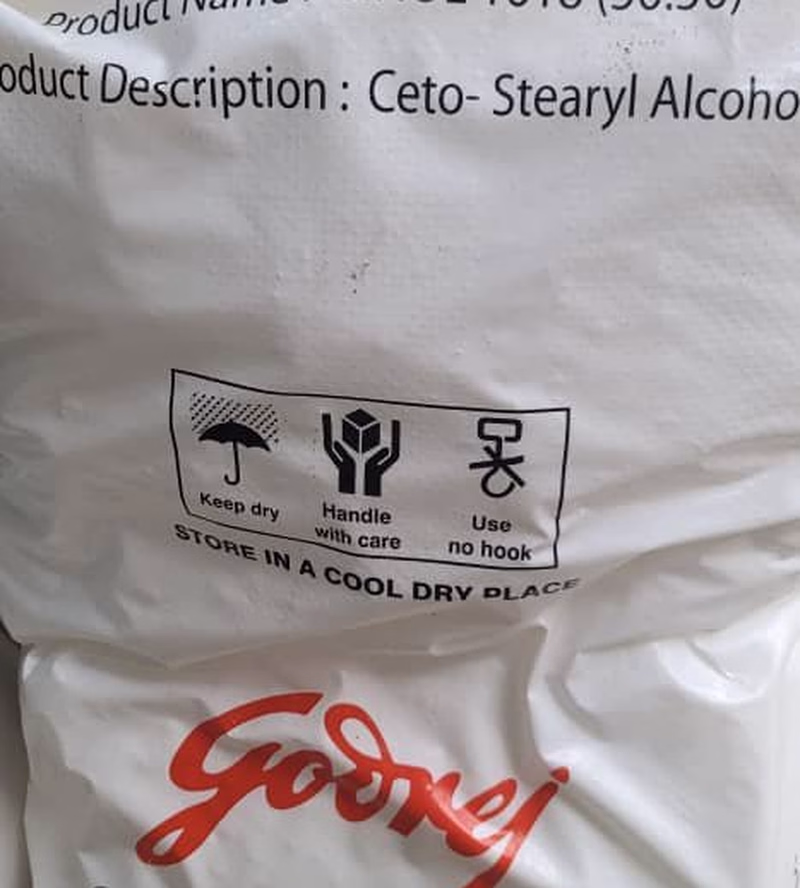 Product
oduct Description : Ceto- Stearyl Alcoho
Keep dry
Handle
with care
Use
no hook
STORE IN A COOL DRY PLACE
Godrej